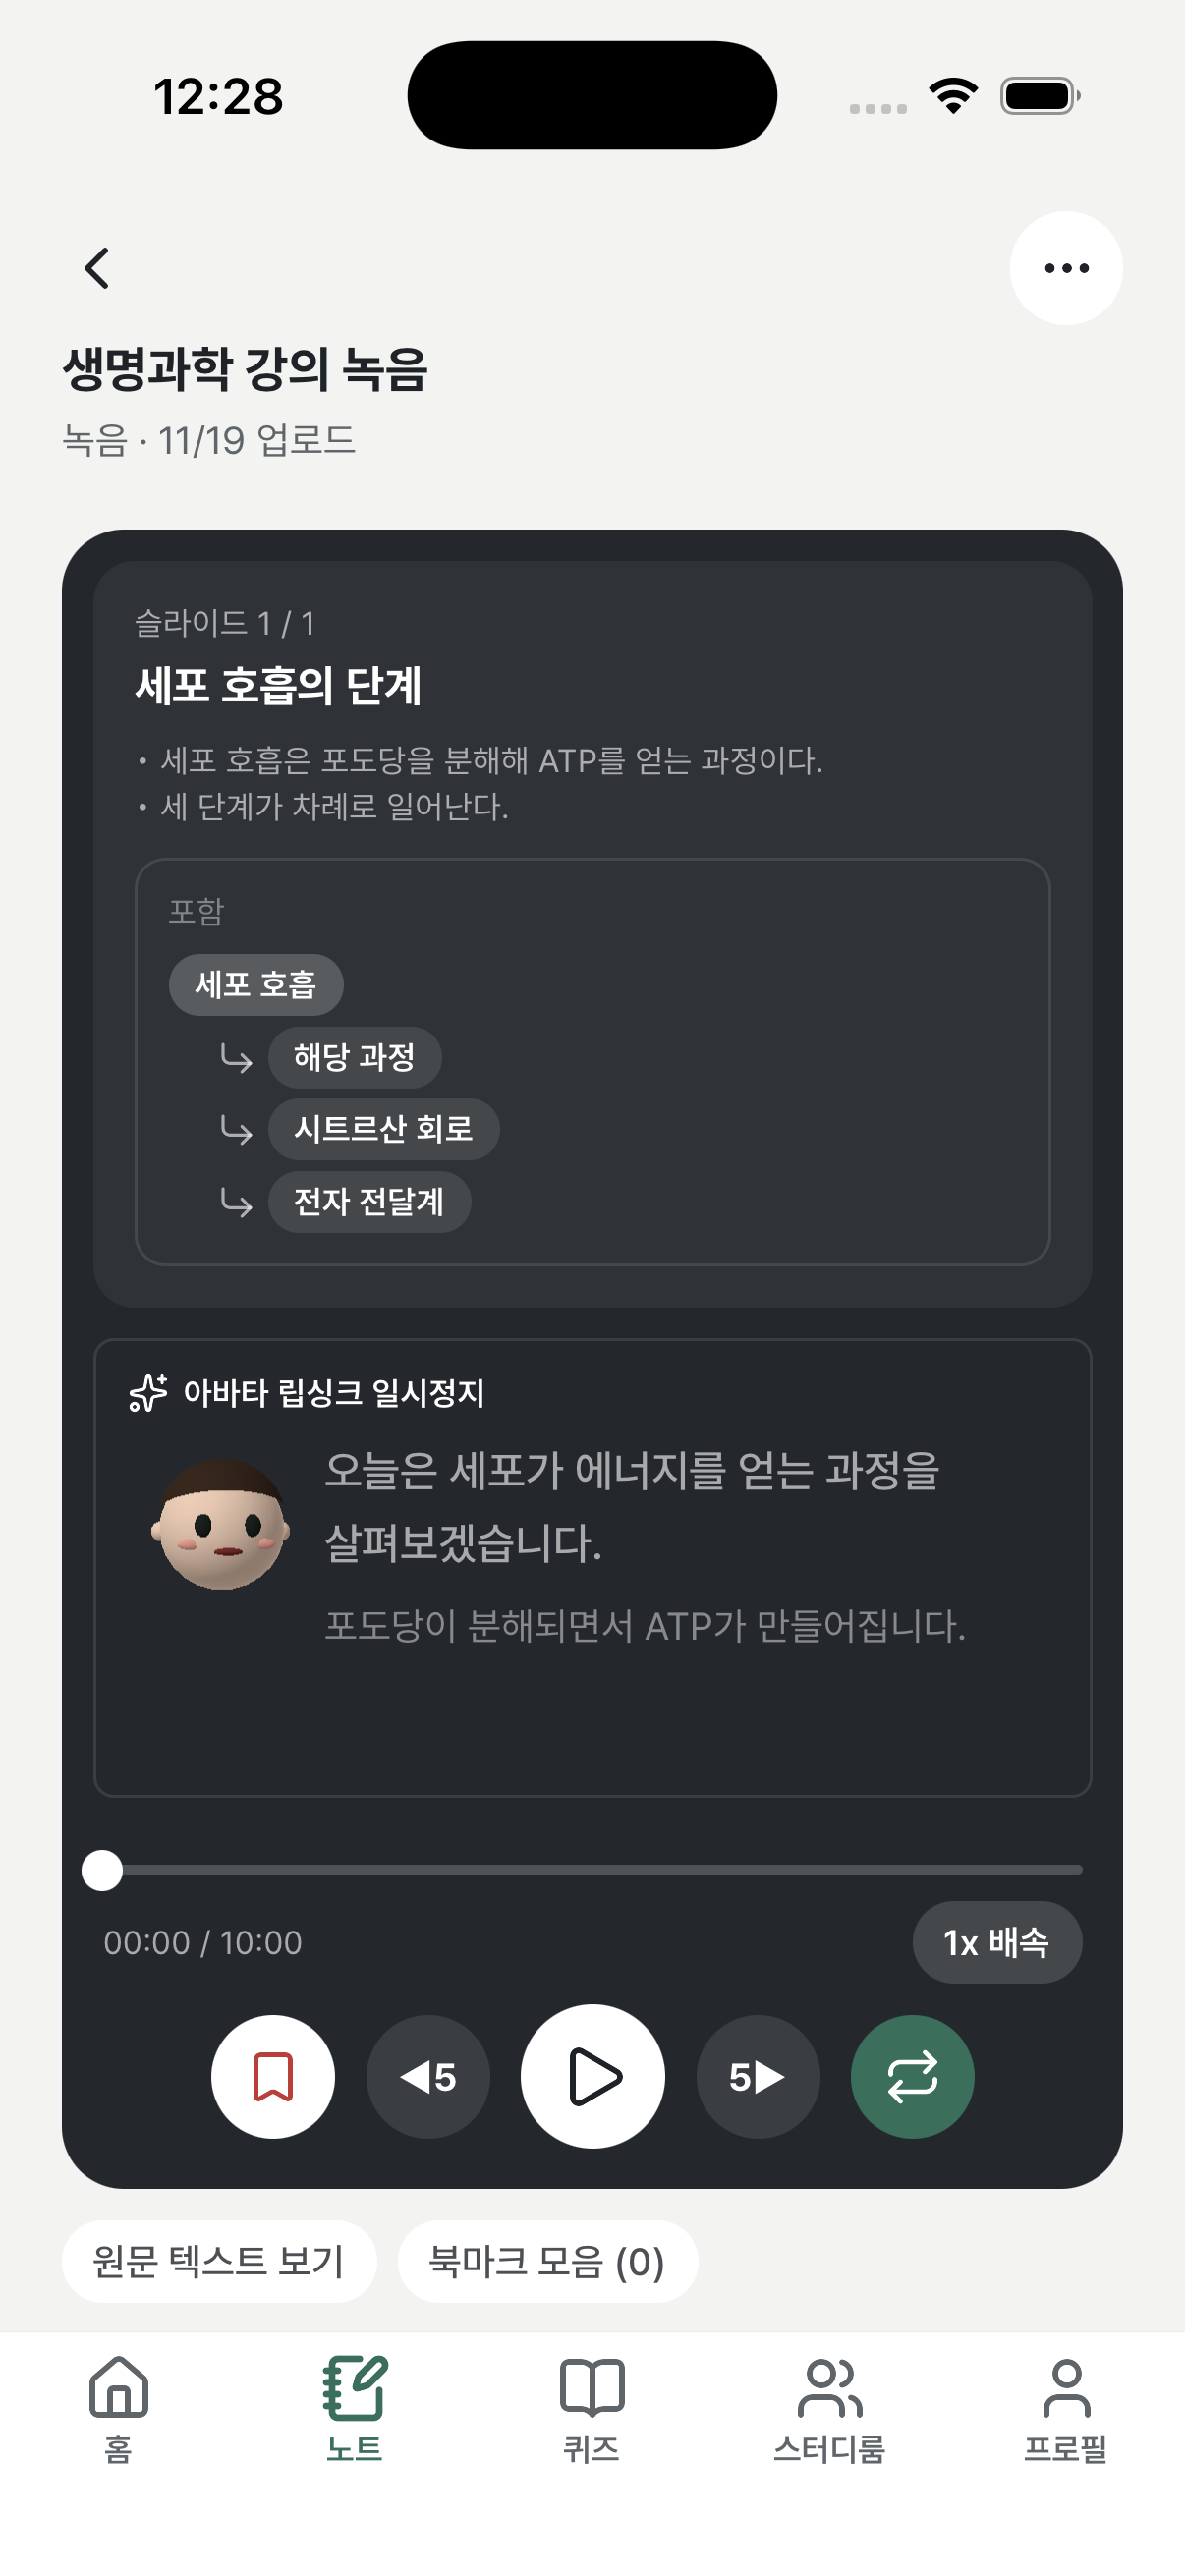 12:28
생명과학 강의 녹음
녹음 · 11/19 업로드
슬라이드 1 / 1
세포 호흡의 단계
• 세포 호흡은 포도당을 분해해 ATP를 얻는 과정이다.
• 세 단계가 차례로 일어난다.
포함
세포 호흡
해당 과정
시트르산 회로
전자 전달계
아바타 립싱크 일시정지
오늘은 세포가 에너지를 얻는 과정을
살펴보겠습니다.
포도당이 분해되면서 ATP가 만들어집니다.
00:00 / 10:00
1x 배속
◀5
5▶
원문 텍스트 보기
북마크 모음 (0)
홈
노트
퀴즈
스터디룸
프로필